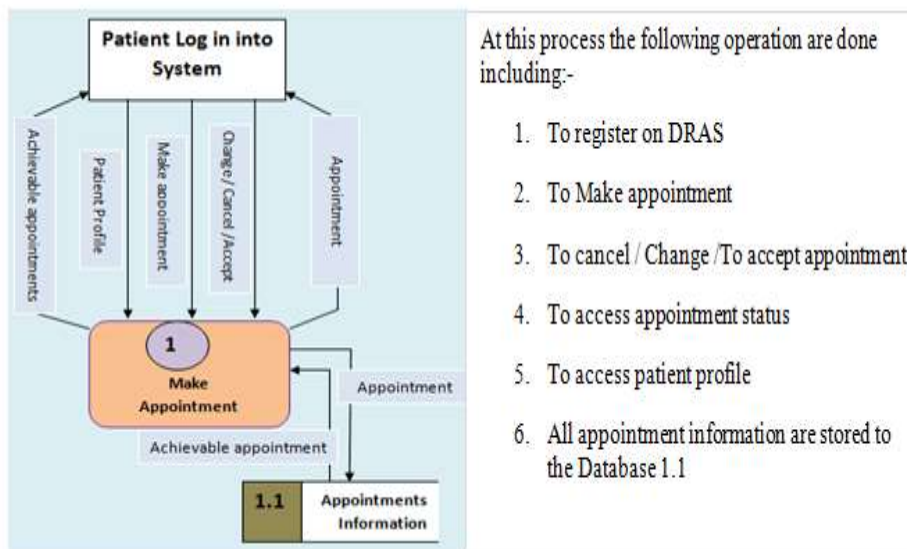 Patient Log in into
System
Achievable appointments
Patient Profile
Make appointment
Change / Cancel /Accept
Appointment
1
Make
Appointment
Appointment
Achievable appointment
1.1
Appointments
Information
At this process the following operation are done
including:-
1. To register on DRAS
2. To Make appointment
3. To cancel / Change /To accept appointment
4. To access appointment status
5. To access patient profile
6. All appointment information are stored to
the Database 1.1